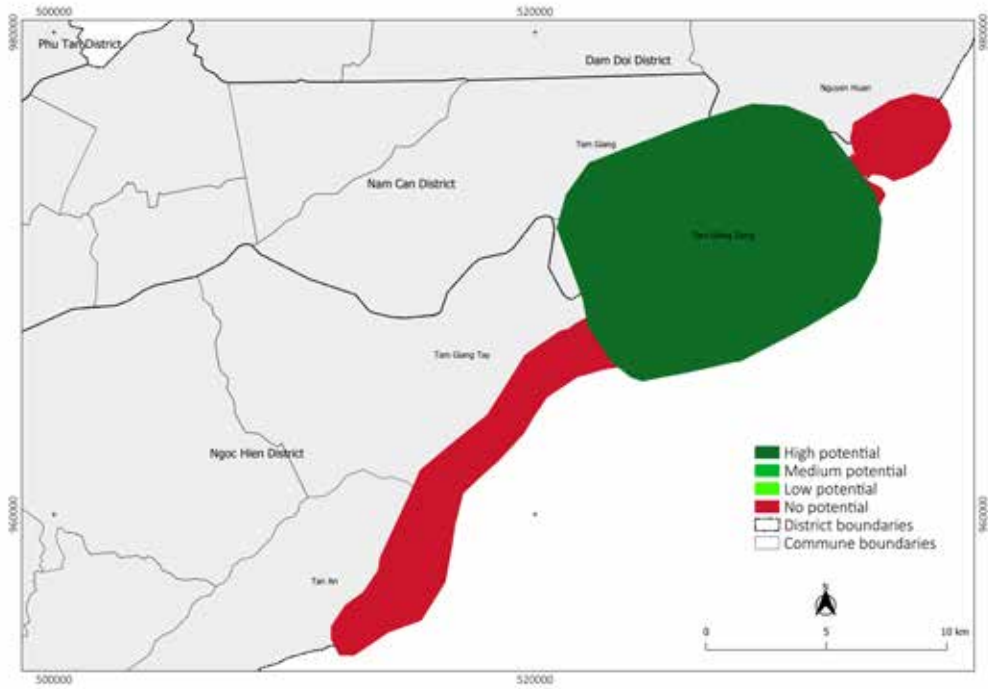 500000
520000
980000
980000
Phu Tan District
Dam Doi District
Nguyen Huan
Tam Giang
Nam Can District
Tam Giang Dong
Tam Giang Tay
Ngoc Hien District
High potential
Medium potential
Low potential
No potential
District boundaries
Commune boundaries
960000
960000
Tan An
N
0
5
10 km
500000
520000